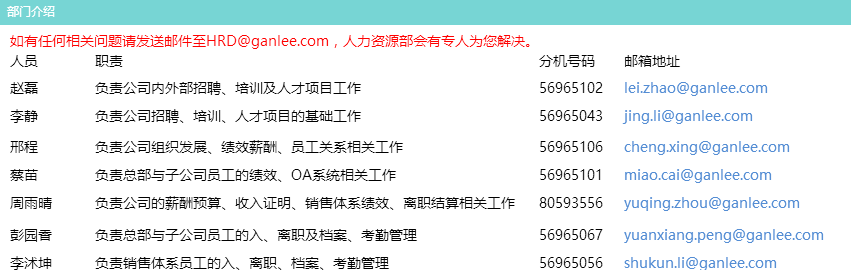 部门介绍
如有任何相关问题请发送邮件至HRD@ganlee.com，人力资源部会有专人为您解决。
人员 职责 分机号码 邮箱地址
赵磊 负责公司内外部招聘、培训及人才项目工作 56965102 lei.zhao@ganlee.com
李静 负责公司招聘、培训、人才项目的基础工作 56965043 jing.li@ganlee.com
邢程 负责公司组织发展、绩效薪酬、员工关系相关工作 56965106 cheng.xing@ganlee.com
蔡苗 负责总部与子公司员工的绩效、OA系统相关工作 56965101 miao.cai@ganlee.com
周雨晴 负责公司的薪酬预算、收入证明、销售体系绩效、离职结算相关工作 80593556 yuqing.zhou@ganlee.com
彭园香 负责总部与子公司员工的入、离职及档案、考勤管理 56965067 yuanxiang.peng@ganlee.com
李沭坤 负责销售体系员工的入、离职、档案、考勤管理 56965056 shukun.li@ganlee.com